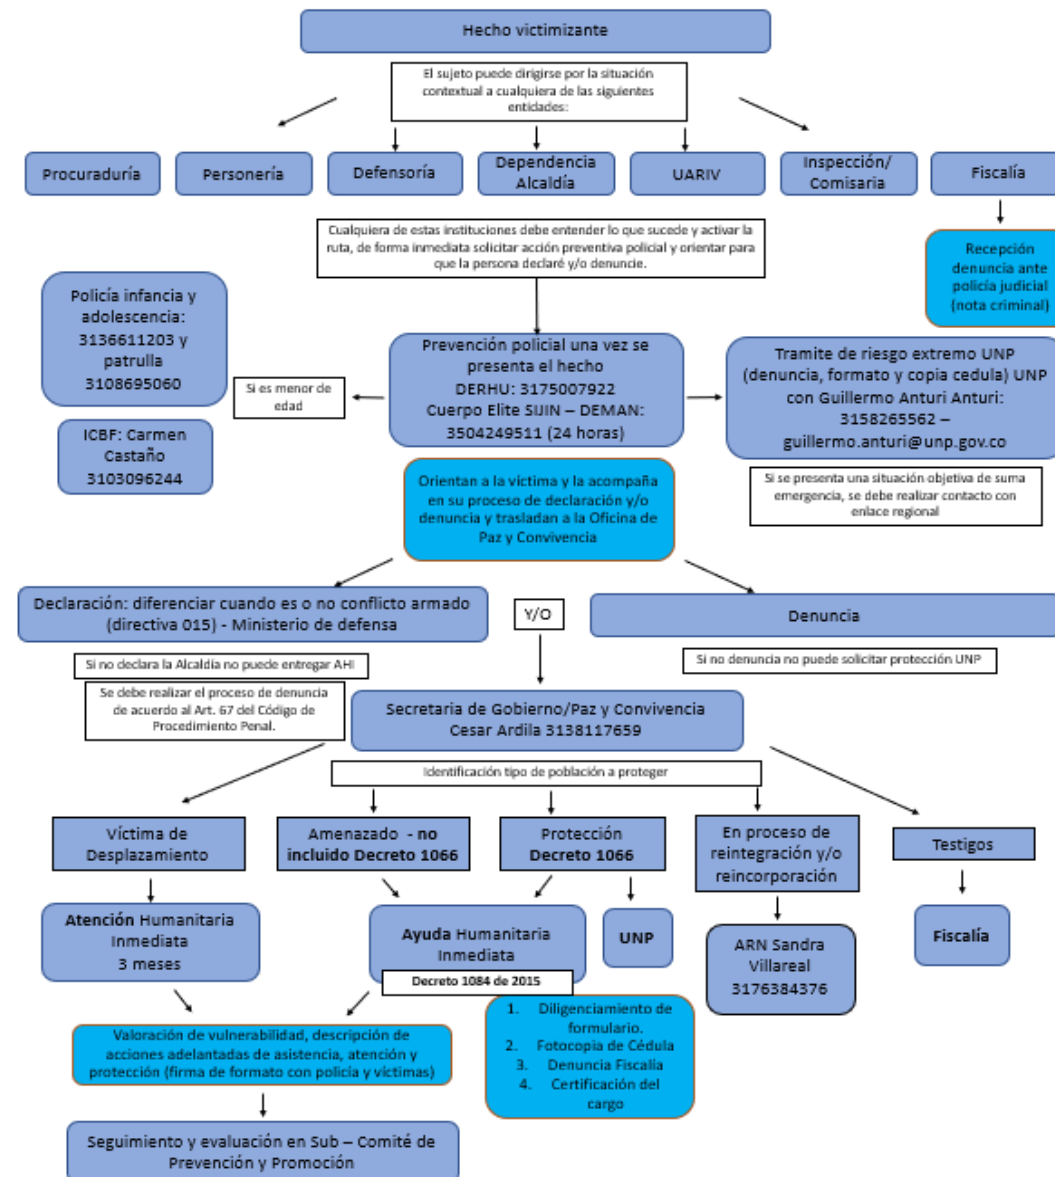 Hecho victimizante
El sujeto puede dirigirse por la situación
contextual a cualquiera de las siguientes
entidades:
Procuraduría
Personería
Defensoría
Dependencia
Alcaldía
UARIV
Inspección/
Comisaria
Fiscalía
Cualquiera de estas instituciones debe entender lo que sucede y activar la
ruta, de forma inmediata solicitar acción preventiva policial y orientar para
que la persona declaré y/o denuncie.
Recepción
denuncia ante
policía judicial
(nota criminal)
Policía infancia y
adolescencia:
3136611203 y
patrulla
3108695060
Si es menor de
edad
ICBF: Carmen
Castaño
3103096244
Prevención policial una vez se
presenta el hecho
DERHU: 3175007922
Cuerpo Elite SIJIN – DEMAN:
3504249511 (24 horas)
Tramite de riesgo extremo UNP
(denuncia, formato y copia cedula) UNP
con Guillermo Anturi Anturi:
3158265562 –
guillermo.anturi@unp.gov.co
Si se presenta una situación objetiva de suma
emergencia, se debe realizar contacto con
enlace regional
Orientan a la víctima y la acompaña
en su proceso de declaración y/o
denuncia y trasladan a la Oficina de
Paz y Convivencia
Declaración: diferenciar cuando es o no conflicto armado
(directiva 015) - Ministerio de defensa
Y/O
Denuncia
Si no declara la Alcaldía no puede entregar AHI
Si no denuncia no puede solicitar protección UNP
Se debe realizar el proceso de denuncia
de acuerdo al Art. 67 del Código de
Procedimiento Penal.
Secretaria de Gobierno/Paz y Convivencia
Cesar Ardila 3138117659
Identificación tipo de población a proteger
Víctima de
Desplazamiento
Amenazado - no
incluido Decreto 1066
Protección
Decreto 1066
En proceso de
reintegración y/o
reincorporación
Testigos
Atención Humanitaria
Inmediata
3 meses
Ayuda Humanitaria
Inmediata
Decreto 1084 de 2015
UNP
ARN Sandra
Villareal
3176384376
Fiscalía
1. Diligenciamiento de
formulario.
2. Fotocopia de Cédula
3. Denuncia Fiscalía
4. Certificación del
cargo
Valoración de vulnerabilidad, descripción de
acciones adelantadas de asistencia, atención y
protección (firma de formato con policía y víctimas)
Seguimiento y evaluación en Sub – Comité de
Prevención y Promoción